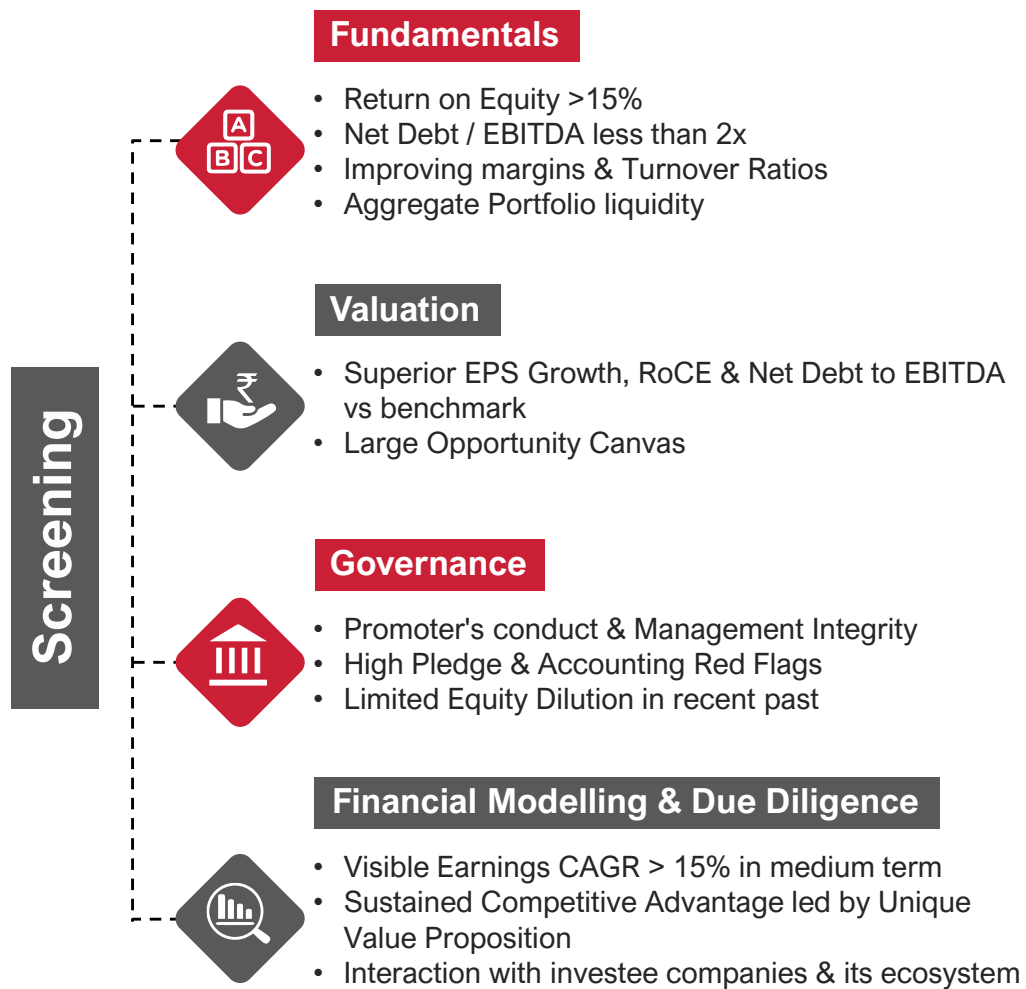 Screening
Fundamentals
A
B C
• Return on Equity >15%
• Net Debt / EBITDA less than 2x
• Improving margins & Turnover Ratios
• Aggregate Portfolio liquidity
Valuation
₹
• Superior EPS Growth, RoCE & Net Debt to EBITDA
vs benchmark
• Large Opportunity Canvas
Governance
• Promoter's conduct & Management Integrity
• High Pledge & Accounting Red Flags
• Limited Equity Dilution in recent past
Financial Modelling & Due Diligence
• Visible Earnings CAGR > 15% in medium term
• Sustained Competitive Advantage led by Unique
Value Proposition
• Interaction with investee companies & its ecosystem